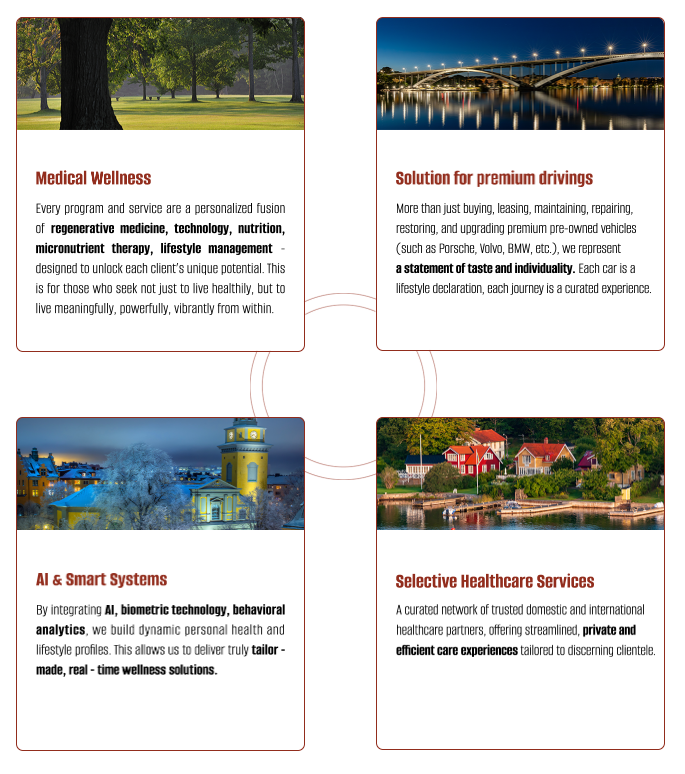 Medical Wellness
Every program and service are a personalized fusion
of regenerative medicine, technology, nutrition,
micronutrient therapy, lifestyle management -
designed to unlock each client's unique potential. This
is for those who seek not just to live healthily, but to
live meaningfully, powerfully, vibrantly from within.
Solution for premium drivings
More than just buying, leasing, maintaining, repairing,
restoring, and upgrading premium pre-owned vehicles
(such as Porsche, Volvo, BMW, etc.), we represent
a statement of taste and individuality. Each car is a
lifestyle declaration, each journey is a curated experience.
AI & Smart Systems
By integrating AI, biometric technology, behavioral
analytics, we build dynamic personal health and
lifestyle profiles. This allows us to deliver truly tailor -
made, real - time wellness solutions.
Selective Healthcare Services
A curated network of trusted domestic and international
healthcare partners, offering streamlined, private and
efficient care experiences tailored to discerning clientele.